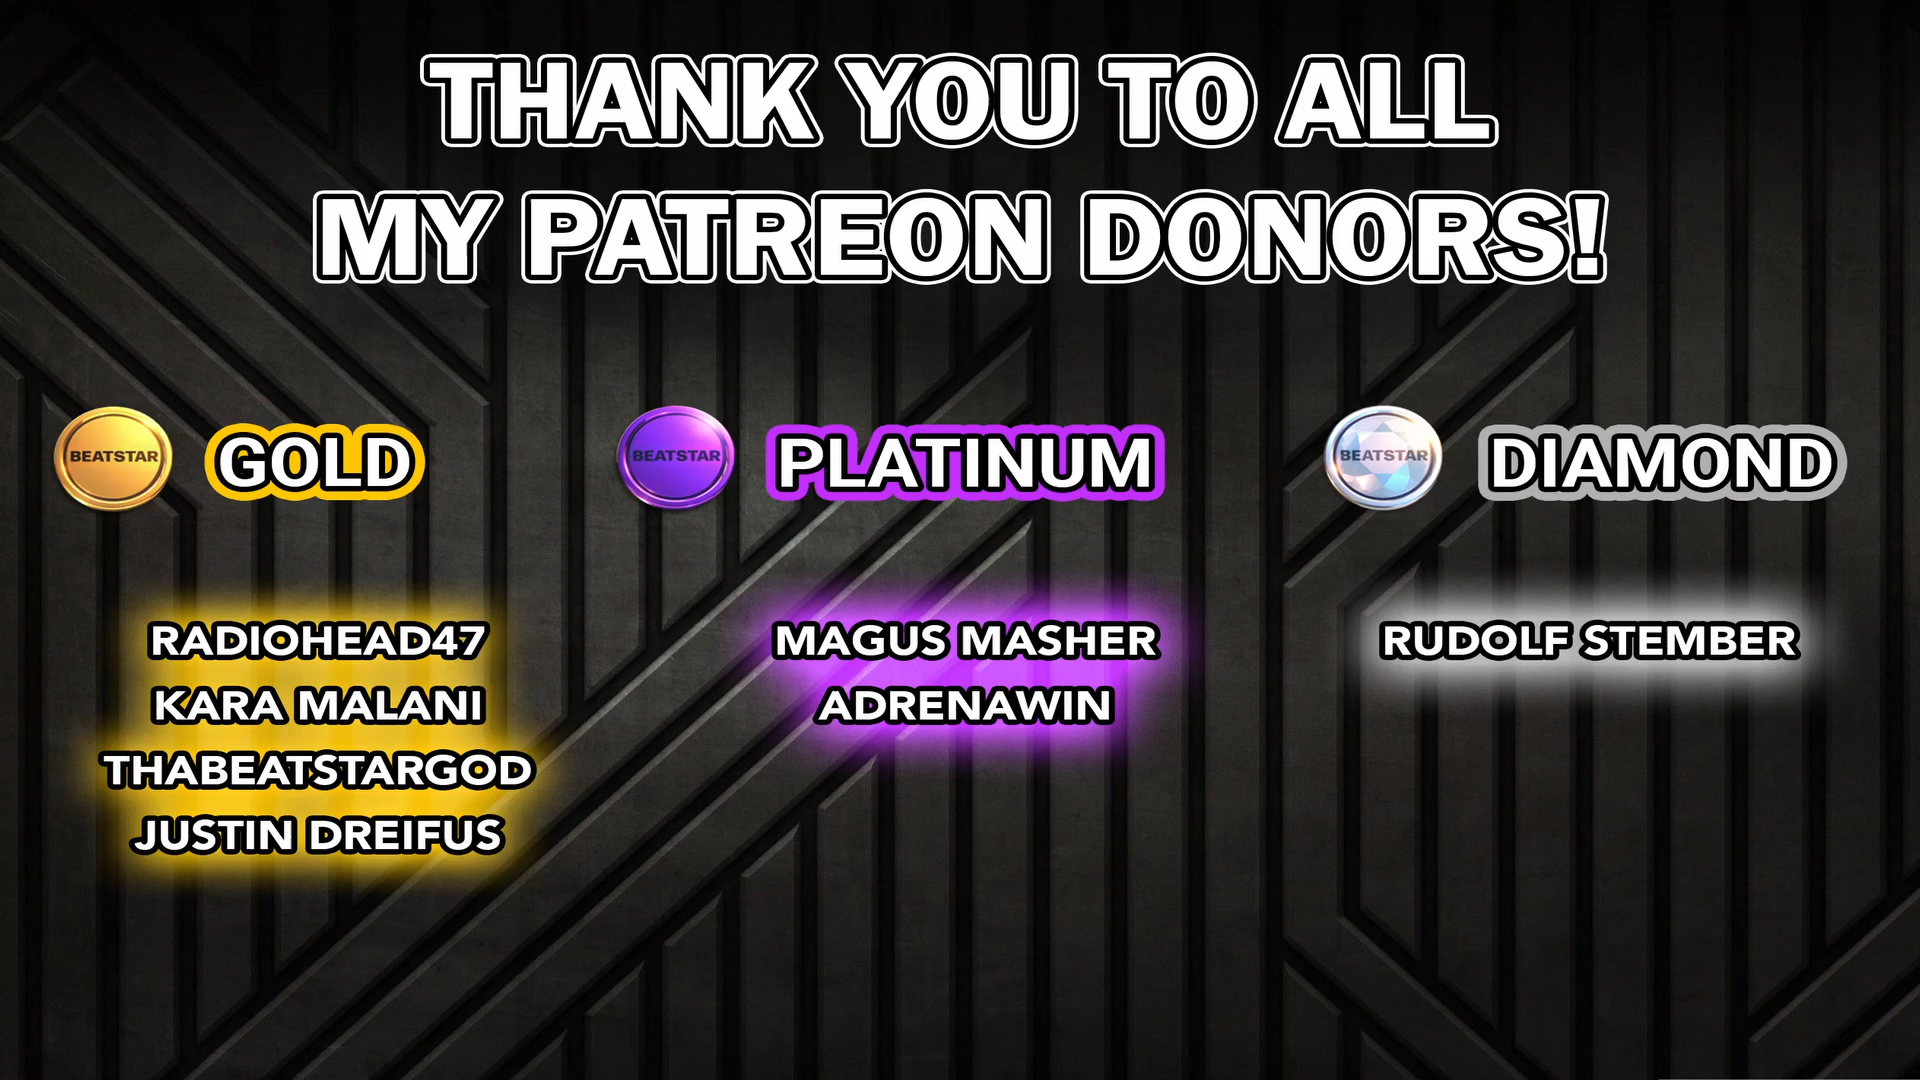 THANK YOU TO ALL
MY PATREON DONORS!
BEATSTAR GOLD
RADIOHEAD47
KARA MALANI
THABEATSTARGOD
JUSTIN DREIFUS
BEATSTAR PLATINUM
MAGUS MASHER
ADRENAWIN
BEATSTAR DIAMOND
RUDOLF STEMBER